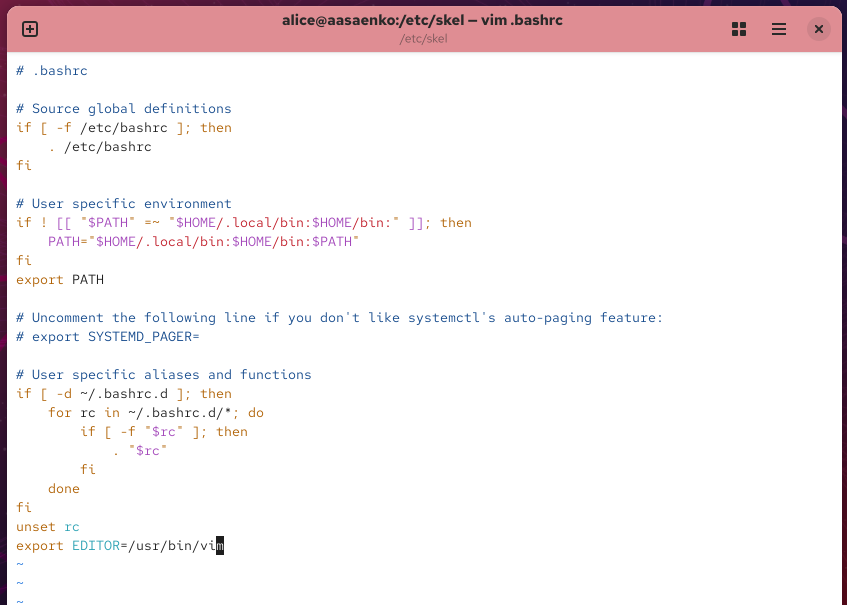 alice@aasaenko:/etc/skel — vim .bashrc
/etc/skel
# .bashrc
# Source global definitions
if [ -f /etc/bashrc ]; then
    . /etc/bashrc
fi
# User specific environment
if ! [[ "$PATH" =~ "$HOME/.local/bin:$HOME/bin:" ]]; then
    PATH="$HOME/.local/bin:$HOME/bin:$PATH"
fi
export PATH
# Uncomment the following line if you don't like systemctl's auto-paging feature:
# export SYSTEMD_PAGER=
# User specific aliases and functions
if [ -d ~/.bashrc.d ]; then
    for rc in ~/.bashrc.d/*; do
        if [ -f "$rc" ]; then
            . "$rc"
        fi
    done
fi
unset rc
export EDITOR=/usr/bin/vim
~
~
~